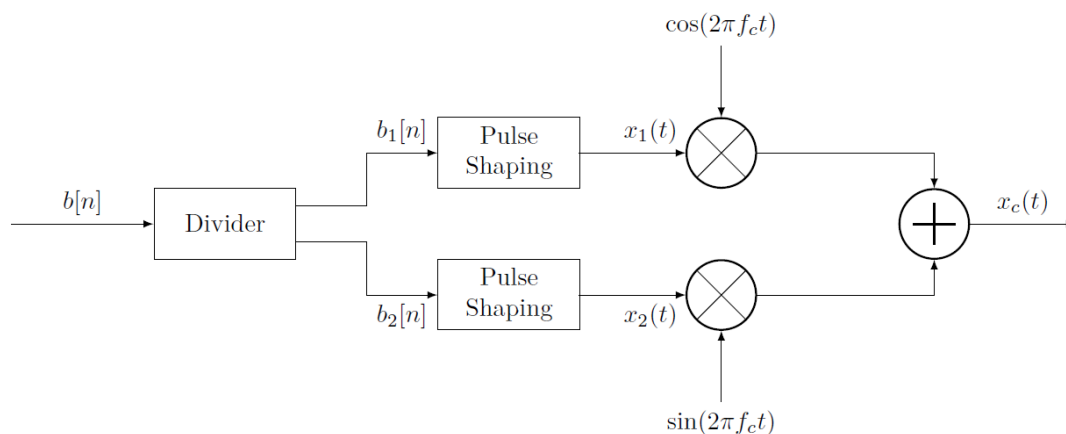 cos(2πf_ct)
b_1[n]
Pulse
Shaping
x_1(t)
b[n]
Divider
x_c(t)
b_2[n]
Pulse
Shaping
x_2(t)
sin(2πf_ct)